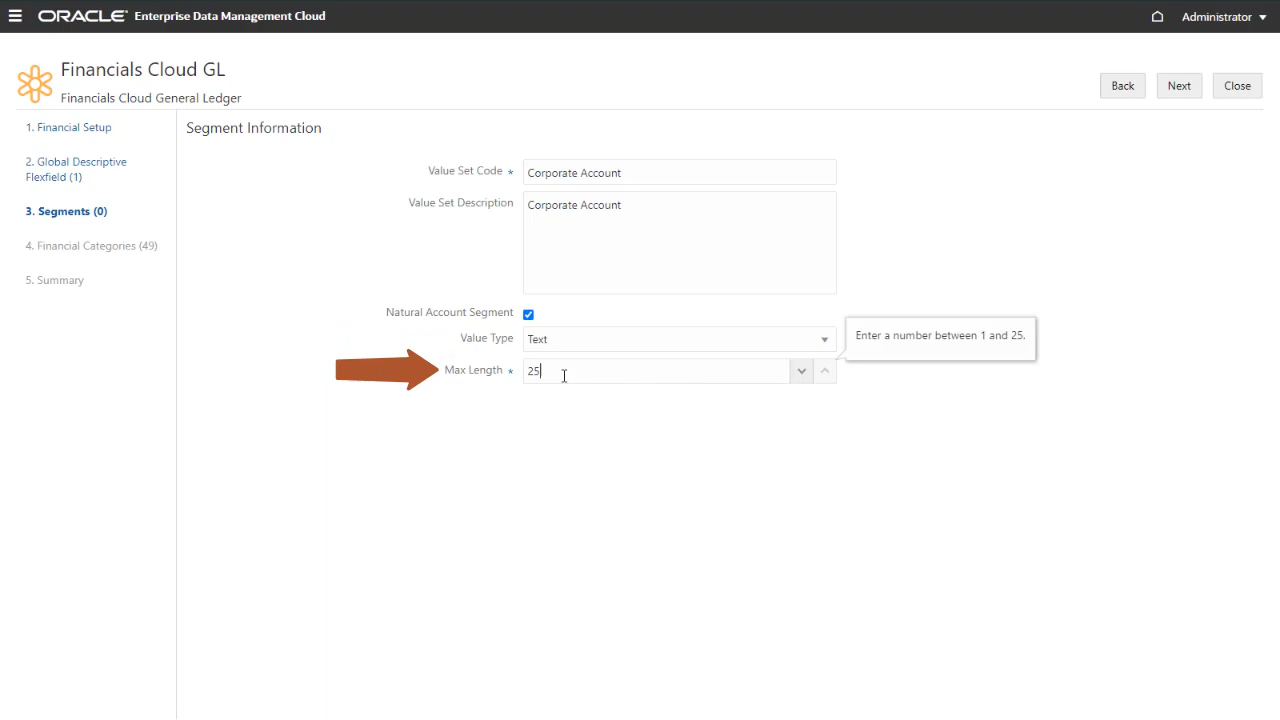 ORACLE® Enterprise Data Management Cloud
Administrator
Financials Cloud GL
Financials Cloud General Ledger
Back
Next
Close
1. Financial Setup
2. Global Descriptive
Flexfield (1)
3. Segments (0)
4. Financial Categories (49)
5. Summary
Segment Information
Value Set Code * Corporate Account
Value Set Description Corporate Account
Natural Account Segment
Value Type Text
Enter a number between 1 and 25.
Max Length * 25